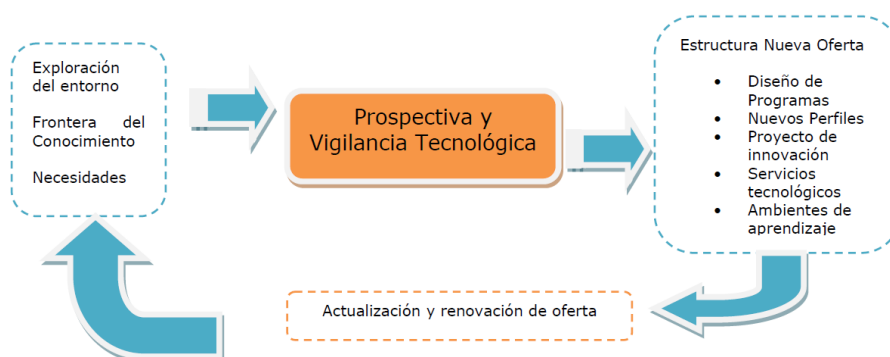 Exploración
del entorno
Frontera del
Conocimiento
Necesidades
Prospectiva y
Vigilancia Tecnológica
Estructura Nueva Oferta
• Diseño de
Programas
• Nuevos Perfiles
• Proyecto de
innovación
• Servicios
tecnológicos
• Ambientes de
aprendizaje
Actualización y renovación de oferta